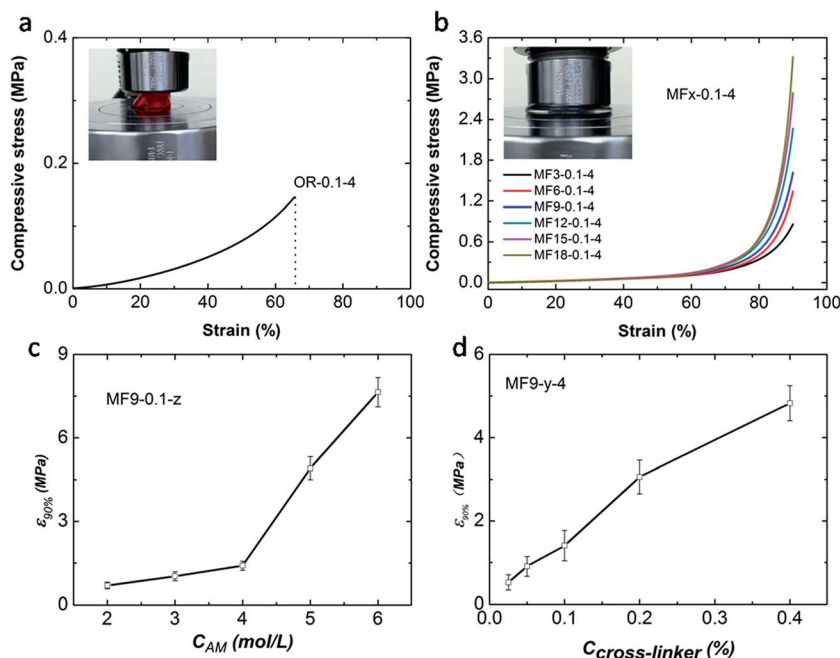 a
0.4
0.2
0.0
Compressive stress (MPa)
OR-0.1-4
0
20
40
60
80
100
Strain (%)
b
3.6
3.0
2.4
1.8
1.2
0.6
0.0
Compressive stress (MPa)
MFx-0.1-4
MF3-0.1-4
MF6-0.1-4
MF9-0.1-4
MF12-0.1-4
MF15-0.1-4
MF18-0.1-4
0
20
40
60
80
100
Strain (%)
c
9
6
3
0
ε90% (MPa)
MF9-0.1-z
2
3
4
5
6
CAM (mol/L)
d
6
4
2
0
ε90% (MPa)
MF9-y-4
0.0
0.1
0.2
0.3
0.4
Ccross-linker (%)